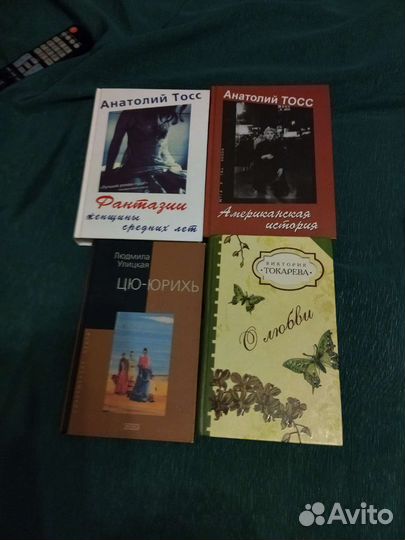 Анатолий Тосс
Фантазии
женщины
средних лет
Анатолий ТОСС
Американская
история
Людмила
Улицкая
ЦЮ-ЮРИХЬ
ВИКТОРИЯ
ТОКАРЕВА
О любви
Avito